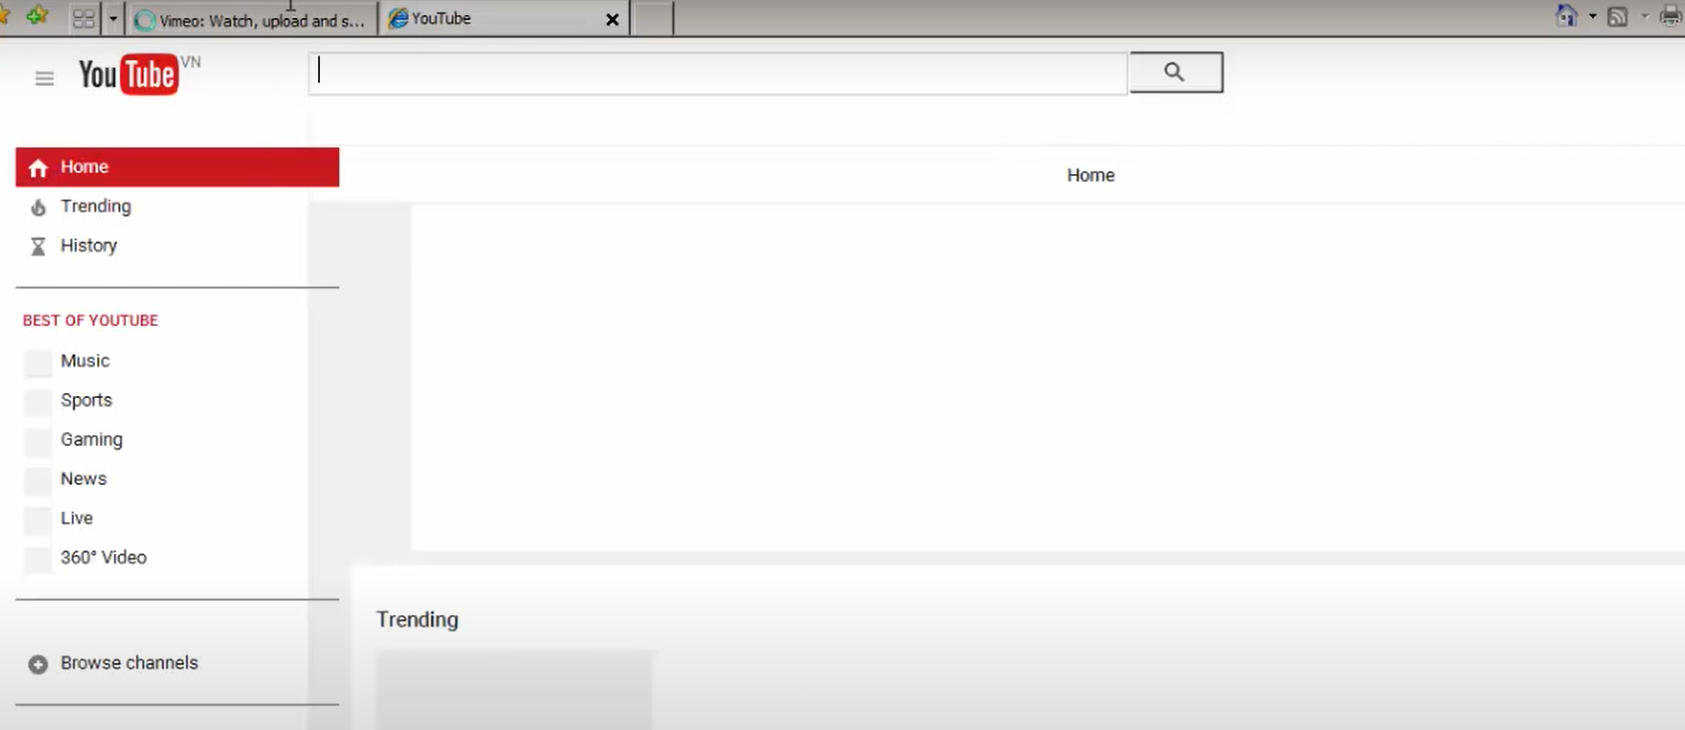 Vimeo: Watch, upload and s...
YouTube
YouTube VN
Home
Trending
History
Home
BEST OF YOUTUBE
Music
Sports
Gaming
News
Live
360° Video
Trending
Browse channels